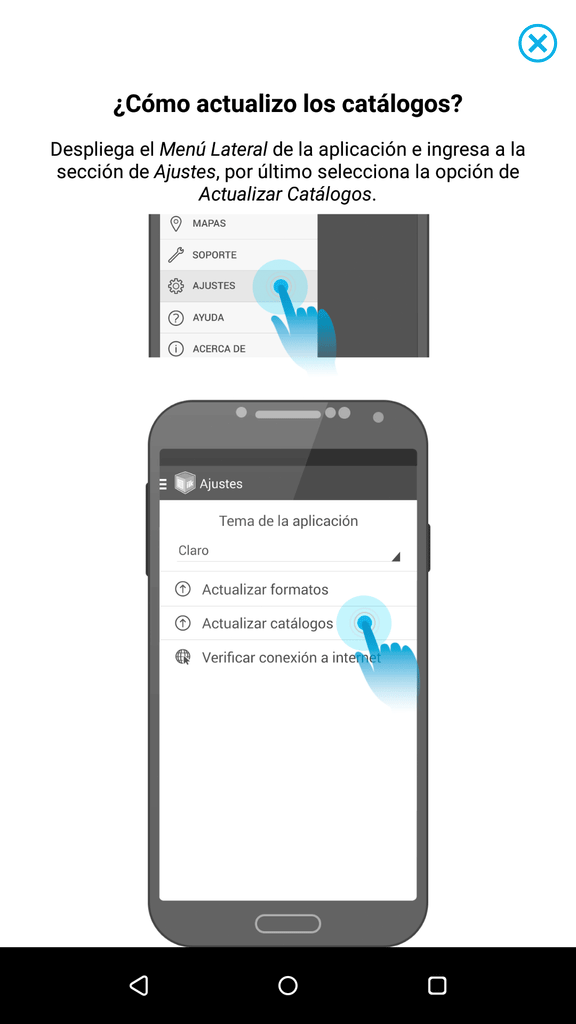 ¿Cómo actualizo los catálogos?
Despliega el Menú Lateral de la aplicación e ingresa a la
sección de Ajustes, por último selecciona la opción de
Actualizar Catálogos.
MAPAS
SOPORTE
AJUSTES
AYUDA
ACERCA DE
Ajustes
Tema de la aplicación
Claro
Actualizar formatos
Actualizar catálogos
Verificar conexión a internet